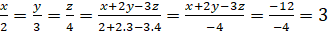 x/2 = y/3 = z/4 = x+2y-3z/2+2.3-3.4 = x+2y-3z/-4 = -12/-4 = 3